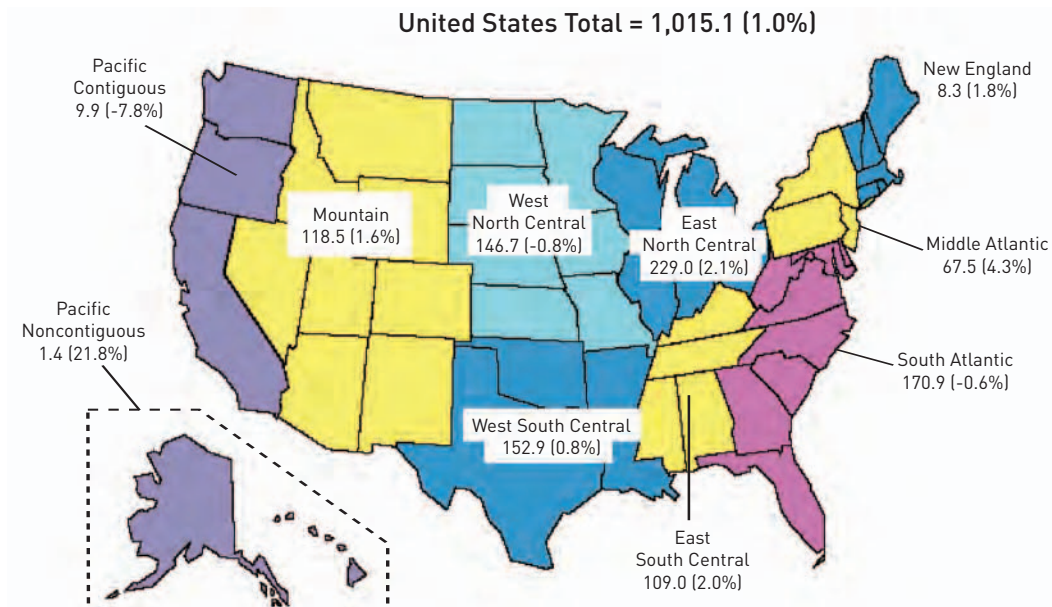 United States Total = 1,015.1 (1.0%)
Pacific
Contiguous
9.9 (-7.8%)
New England
8.3 (1.8%)
Mountain
118.5 (1.6%)
West
North Central
146.7 (-0.8%)
East
North Central
229.0 (2.1%)
Middle Atlantic
67.5 (4.3%)
Pacific
Noncontiguous
1.4 (21.8%)
South Atlantic
170.9 (-0.6%)
West South Central
152.9 (0.8%)
East
South Central
109.0 (2.0%)